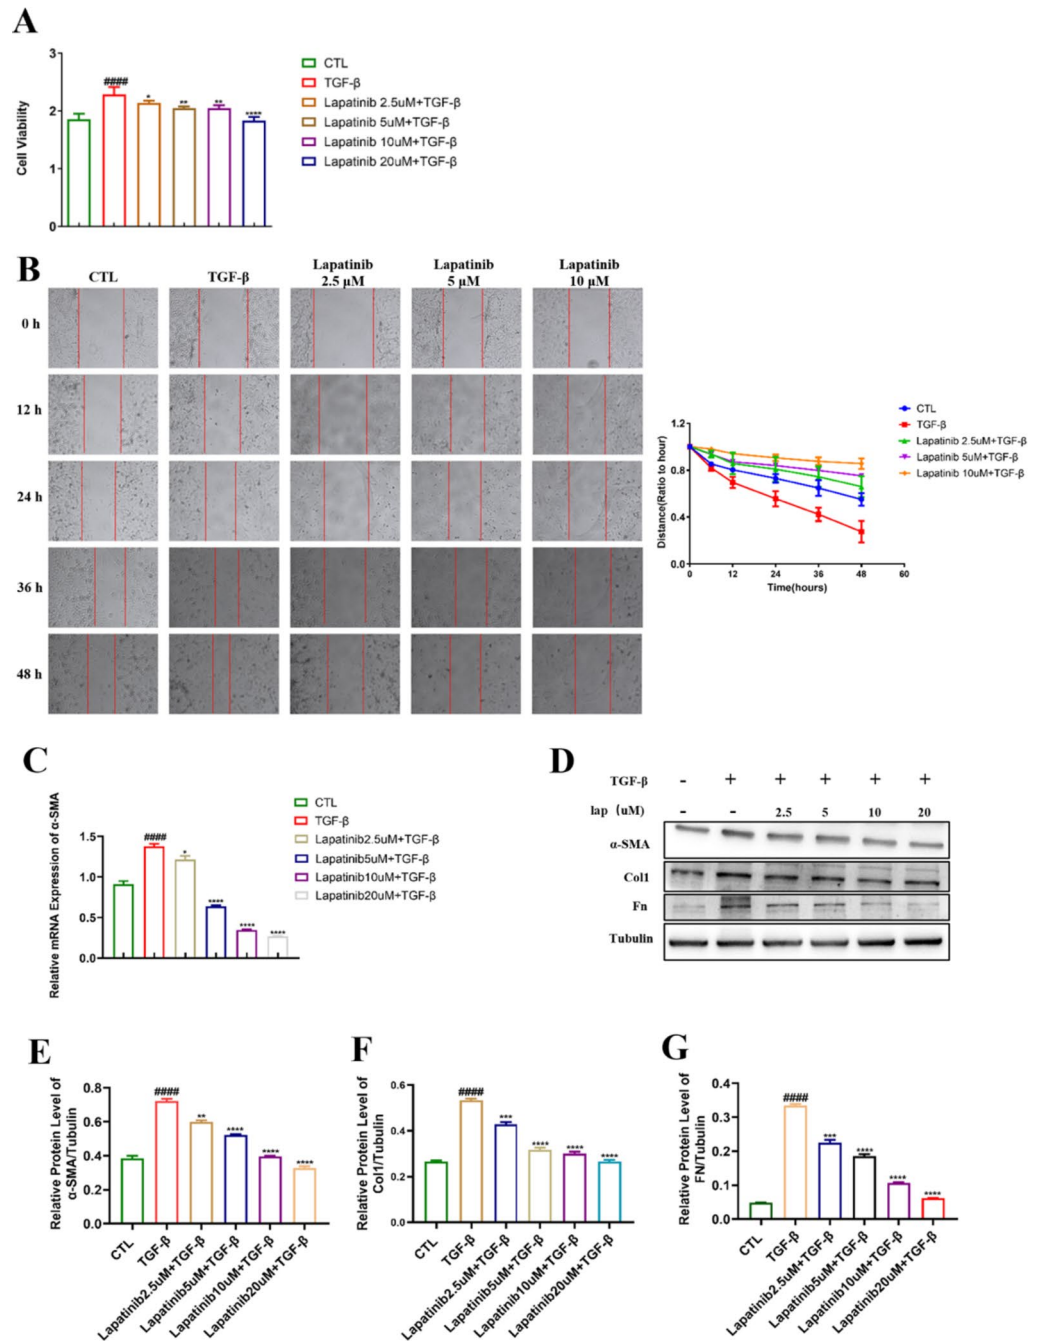 A
3
2
1
0
Cell Viability
####
*
**
**
****
CTL
TGF-β
Lapatinib 2.5uM+TGF-β
Lapatinib 5uM+TGF-β
Lapatinib 10uM+TGF-β
Lapatinib 20uM+TGF-β
B
CTL
TGF-β
Lapatinib
2.5 μM
Lapatinib
5 μM
Lapatinib
10 μM
0 h
12 h
24 h
36 h
48 h
1.2
0.8
0.4
0.0
Distance(Ratio to hour)
0 12 24 36 48 60
Time(hours)
CTL
TGF-β
Lapatinib 2.5uM+TGF-β
Lapatinib 5uM+TGF-β
Lapatinib 10uM+TGF-β
C
Relative mRNA Expression of α-SMA
1.5
1.0
0.5
0.0
####
*
****
****
****
CTL
TGF-β
Lapatinib2.5uM+TGF-β
Lapatinib5uM+TGF-β
Lapatinib10uM+TGF-β
Lapatinib20uM+TGF-β
D
TGF-β - + + + + +
lap (uM) - - 2.5 5 10 20
α-SMA
Col1
Fn
Tubulin
E
Relative Protein Level of
α-SMA/Tubulin
0.8
0.6
0.4
0.2
0.0
####
**
****
****
****
CTL
TGF-β
Lapatinib2.5uM+TGF-β
Lapatinib5uM+TGF-β
Lapatinib10uM+TGF-β
Lapatinib20uM+TGF-β
F
Relative Protein Level of
Col1/Tubulin
0.6
0.4
0.2
0.0
####
***
****
****
****
CTL
TGF-β
Lapatinib2.5uM+TGF-β
Lapatinib5uM+TGF-β
Lapatinib10uM+TGF-β
Lapatinib20uM+TGF-β
G
Relative Protein Level of
FN/Tubulin
0.4
0.3
0.2
0.1
0.0
####
***
****
****
****
CTL
TGF-β
Lapatinib2.5uM+TGF-β
Lapatinib5uM+TGF-β
Lapatinib10uM+TGF-β
Lapatinib20uM+TGF-β